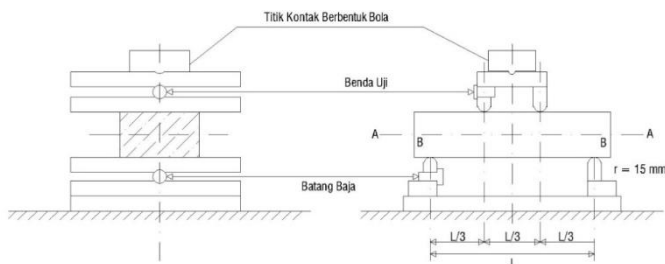 Titik Kontak Berbentuk Bola
Benda Uji
A
B
B
A
r = 15 mm
Batang Baja
L/3
L/3
L/3
L